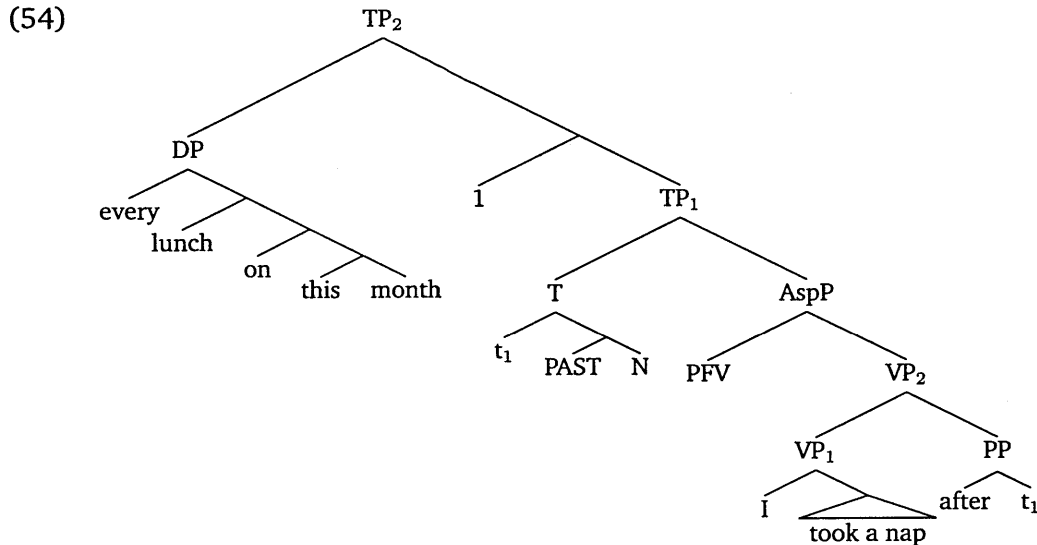 (54)
TP₂
DP
1
TP₁
every
lunch
on
this month
T
AspP
t₁
PAST N
PFV
VP₂
VP₁
PP
I
took a nap
after t₁